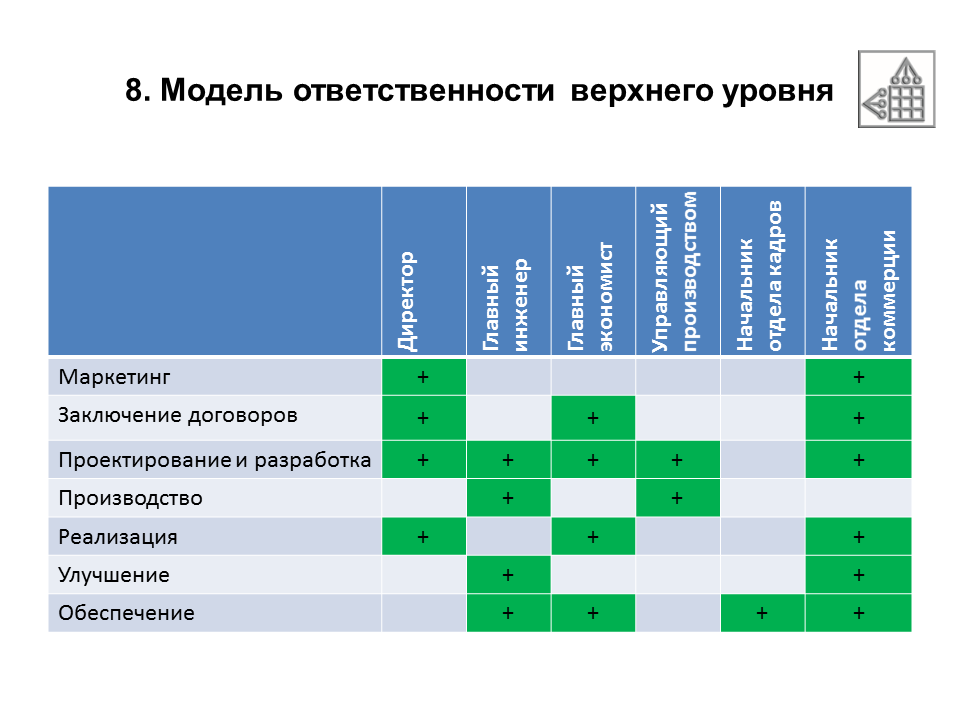 8. Модель ответственности верхнего уровня
Директор
Главный
инженер
Главный
экономист
Управляющий
производством
Начальник
отдела кадров
Начальник
отдела
коммерции
Маркетинг + +
Заключение договоров + + +
Проектирование и разработка + + + + +
Производство + +
Реализация + + +
Улучшение + +
Обеспечение + + + +